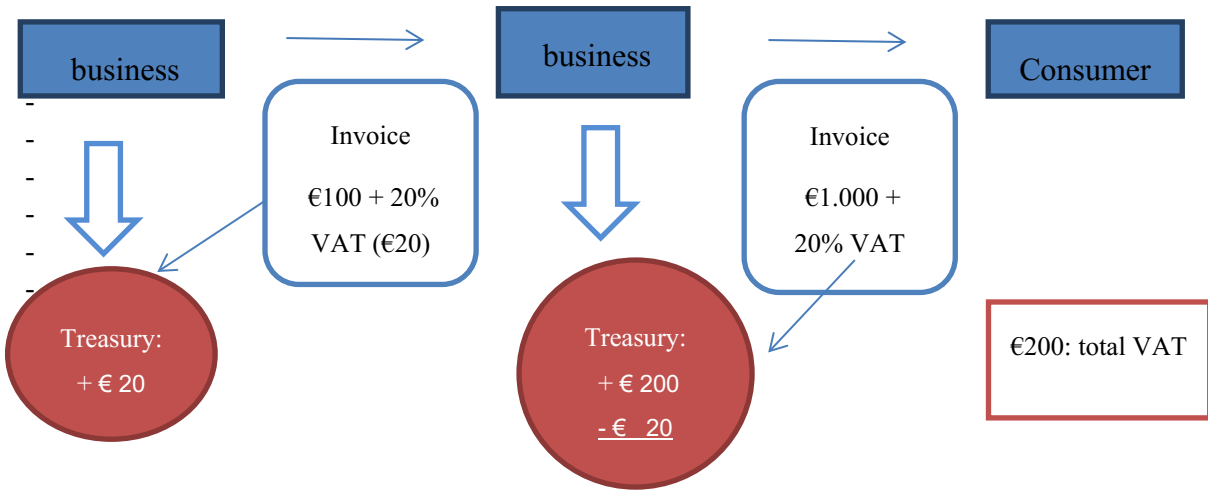 business
business
Consumer
-
-
-
-
-
-
Invoice
€100 + 20%
VAT (€20)
Invoice
€1.000 +
20% VAT
Treasury:
+ € 20
Treasury:
+ € 200
- €   20
€200: total VAT